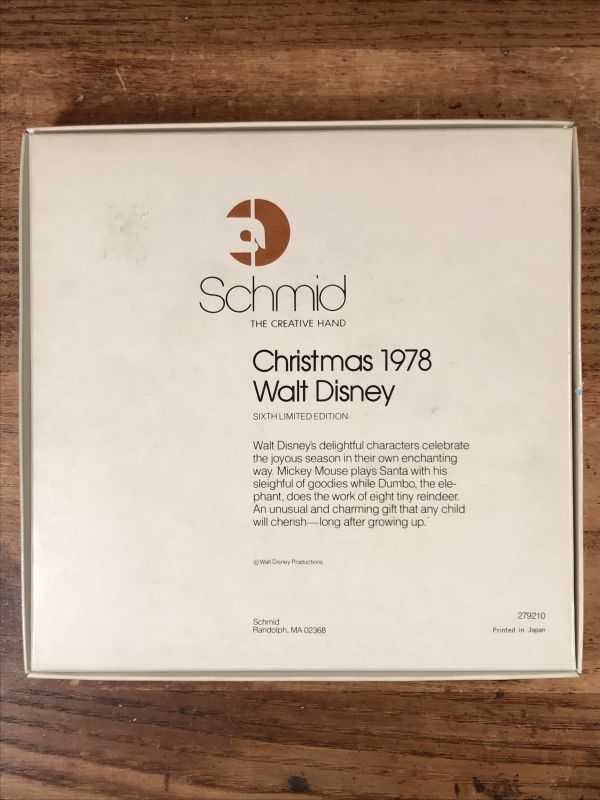 Schmid
THE CREATIVE HAND
Christmas 1978
Walt Disney
SIXTH LIMITED EDITION
Walt Disney's delightful characters celebrate
the joyous season in their own enchanting
way. Mickey Mouse plays Santa with his
sleighful of goodies while Dumbo, the ele-
phant, does the work of eight tiny reindeer.
An unusual and charming gift that any child
will cherish—long after growing up.
© Walt Disney Productions
Schmid
Randolph, MA 02368
279210
Printed in Japan